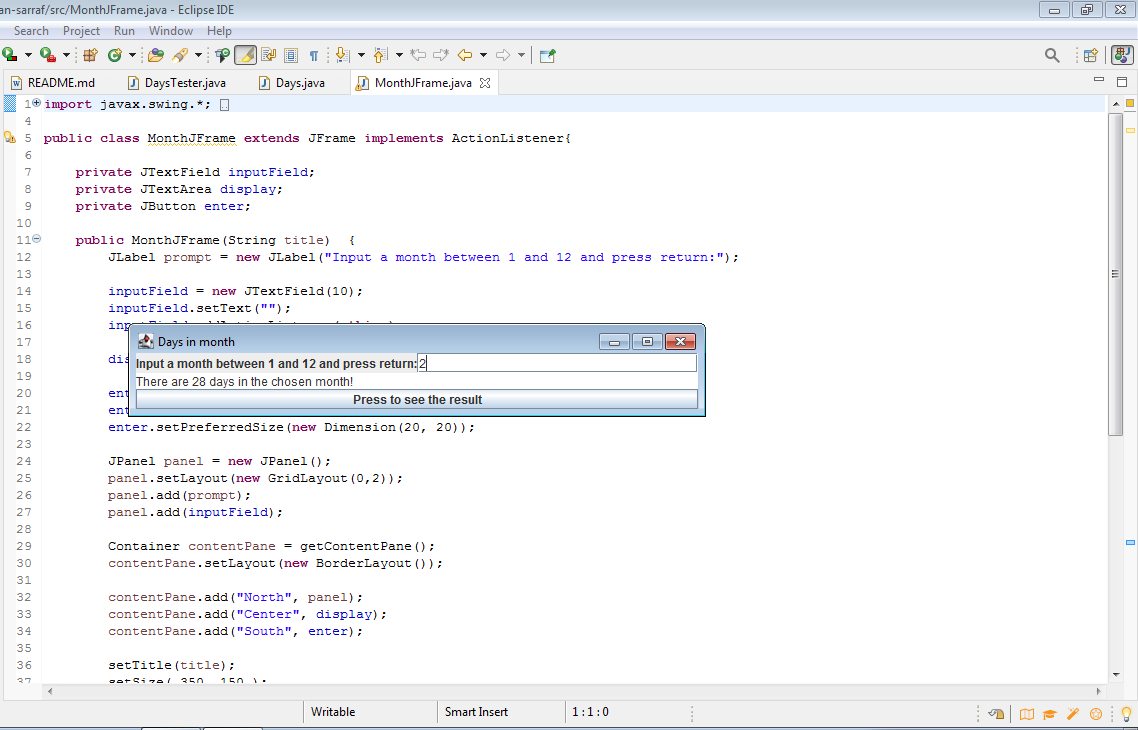 an-sarraf/src/MonthJFrame.java - Eclipse IDE
Search Project Run Window Help
README.md DaysTester.java Days.java MonthJFrame.java
1 import javax.swing.*;
4
5 public class MonthJFrame extends JFrame implements ActionListener{
6
7 private JTextField inputField;
8 private JTextArea display;
9 private JButton enter;
10
11 public MonthJFrame(String title) {
12 JLabel prompt = new JLabel("Input a month between 1 and 12 and press return:");
13
14 inputField = new JTextField(10);
15 inputField.setText("");
16
17
18
19
20
21
Days in month
Input a month between 1 and 12 and press return: 2
There are 28 days in the chosen month!
Press to see the result
22 enter.setPreferredSize(new Dimension(20, 20));
23
24 JPanel panel = new JPanel();
25 panel.setLayout(new GridLayout(0,2));
26 panel.add(prompt);
27 panel.add(inputField);
28
29 Container contentPane = getContentPane();
30 contentPane.setLayout(new BorderLayout());
31
32 contentPane.add("North", panel);
33 contentPane.add("Center", display);
34 contentPane.add("South", enter);
35
36 setTitle(title);
37 setSize( 350, 150 );
Writable Smart Insert 1 : 1 : 0